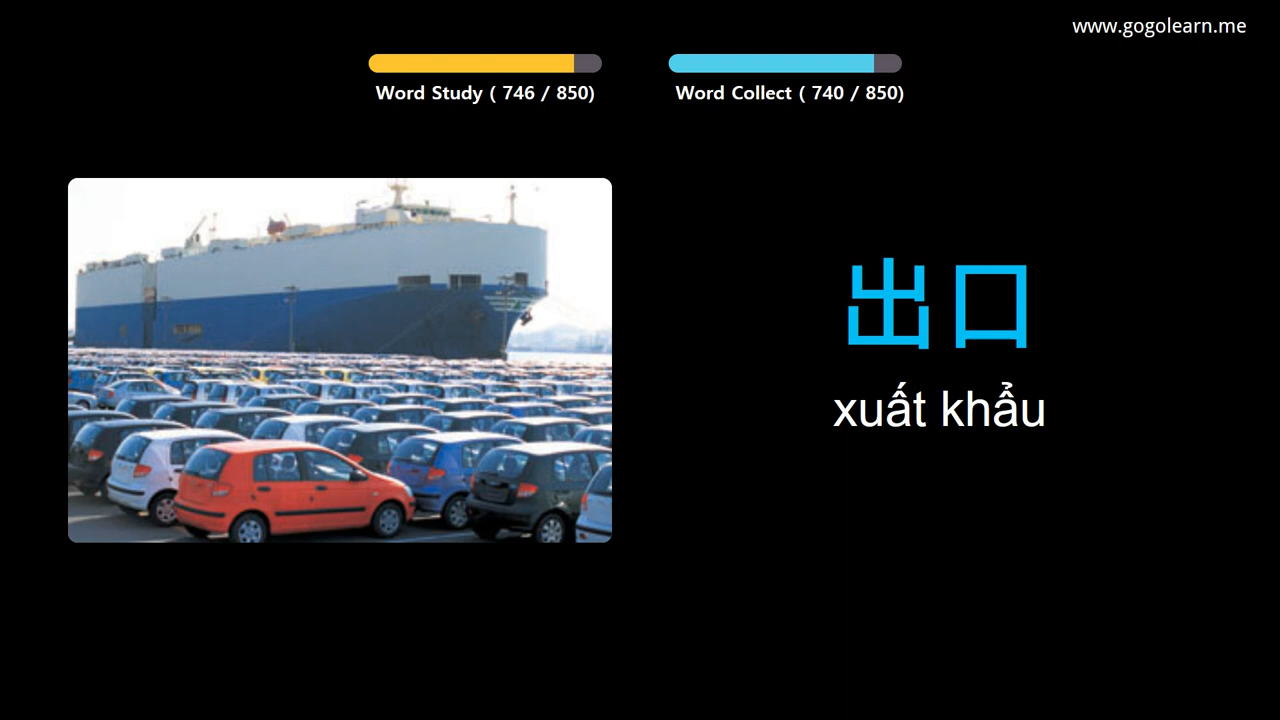 www.gogolearn.me
Word Study ( 746 / 850)
Word Collect ( 740 / 850)
出口
xuất khẩu